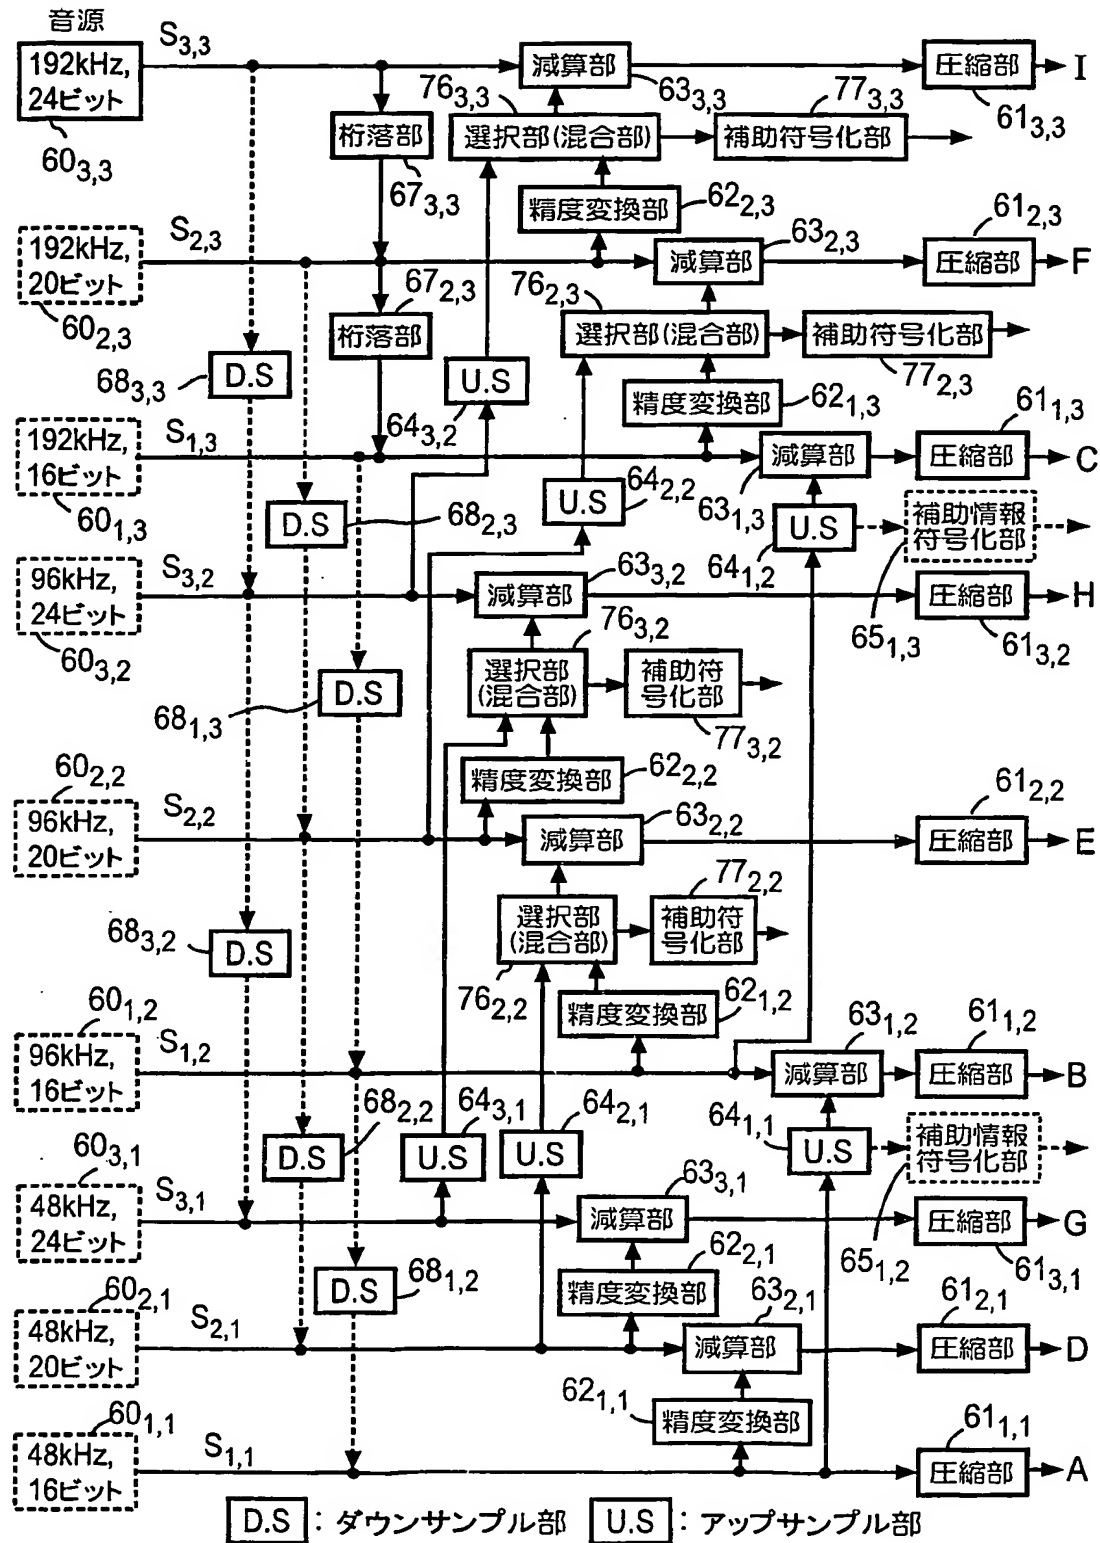 音源
192kHz,
24ビット
60₃,₃
S₃,₃
減算部
63₃,₃
圧縮部
61₃,₃
I
76₃,₃
選択部(混合部)
77₃,₃
補助符号化部
桁落部
67₃,₃
精度変換部
62₂,₃
192kHz,
20ビット
60₂,₃
S₂,₃
減算部
63₂,₃
61₂,₃
圧縮部
F
67₂,₃
桁落部
76₂,₃
選択部(混合部)
補助符号化部
77₂,₃
68₃,₃
D.S
U.S
64₃,₂
精度変換部
62₁,₃
192kHz,
16ビット
60₁,₃
S₁,₃
減算部
63₁,₃
61₁,₃
圧縮部
C
D.S
68₂,₃
U.S
64₂,₂
U.S
64₁,₂
補助情報
符号化部
65₁,₃
96kHz,
24ビット
60₃,₂
S₃,₂
減算部
63₃,₂
圧縮部
61₃,₂
H
76₃,₂
選択部
(混合部)
補助符
号化部
77₃,₂
D.S
68₁,₃
精度変換部
62₂,₂
60₂,₂
96kHz,
20ビット
S₂,₂
減算部
63₂,₂
61₂,₂
圧縮部
E
77₂,₂
選択部
(混合部)
76₂,₂
補助符
号化部
68₃,₂
D.S
精度変換部
62₁,₂
60₁,₂
96kHz,
16ビット
S₁,₂
減算部
63₁,₂
61₁,₂
圧縮部
B
68₂,₂
D.S
64₃,₁
U.S
64₂,₁
U.S
64₁,₁
U.S
補助情報
符号化部
65₁,₂
60₃,₁
48kHz,
24ビット
S₃,₁
63₃,₁
減算部
圧縮部
61₃,₁
G
D.S
68₁,₂
62₂,₁
精度変換部
60₂,₁
48kHz,
20ビット
S₂,₁
63₂,₁
減算部
61₂,₁
圧縮部
D
62₁,₁
精度変換部
60₁,₁
48kHz,
16ビット
S₁,₁
61₁,₁
圧縮部
A
D.S : ダウンサンプル部 U.S : アップサンプル部